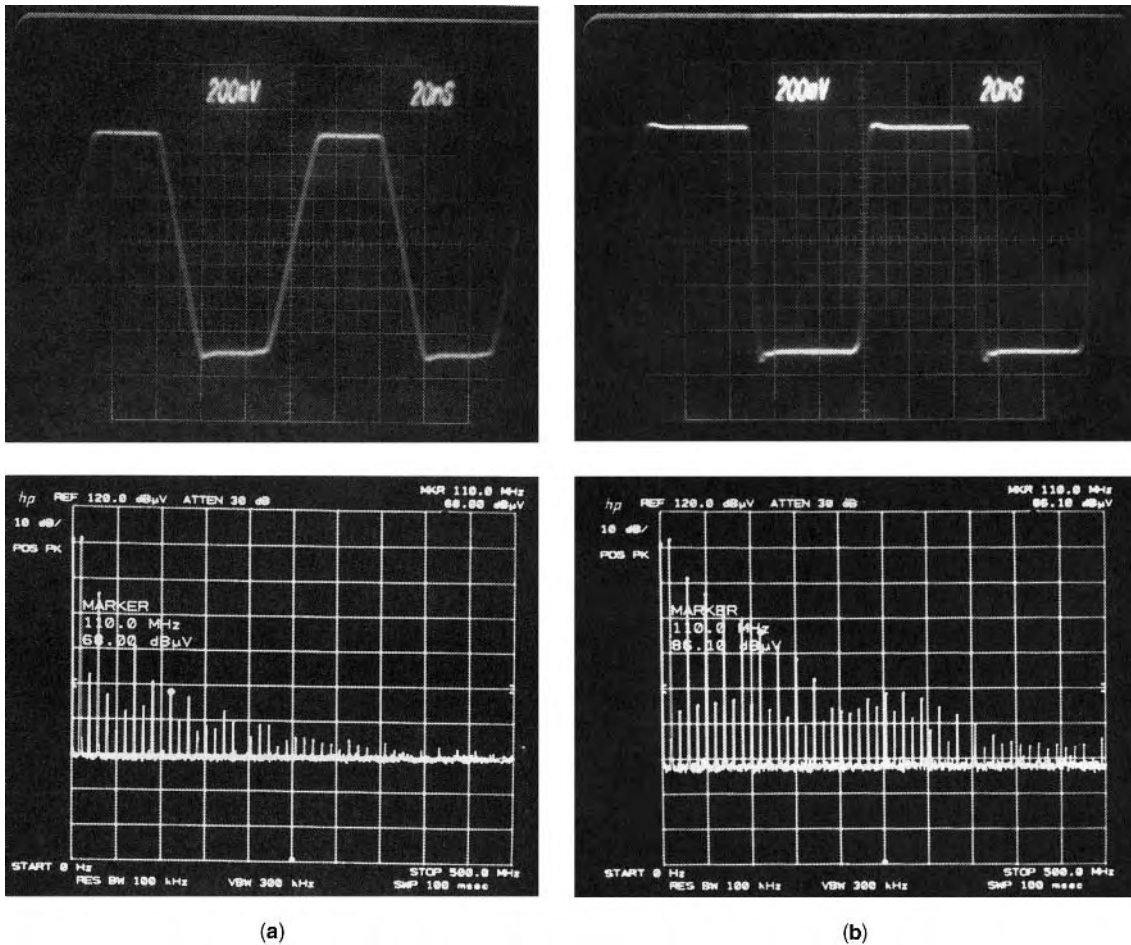 200mV 20nS
200mV 20nS
hp REF 120.0 dBµV ATTEN 30 dB MKR 110.0 MHz
60.00 dBµV
10 dB/
POS PK
MARKER
110.0 MHz
60.00 dBµV
START 0 Hz STOP 500.0 MHz
RES BW 100 kHz VBW 300 kHz SWP 100 msec
(a)
hp REF 120.0 dBµV ATTEN 30 dB MKR 110.0 MHz
86.10 dBµV
10 dB/
POS PK
MARKER
110.0 MHz
86.10 dBµV
START 0 Hz STOP 500.0 MHz
RES BW 100 kHz VBW 300 kHz SWP 100 msec
(b)